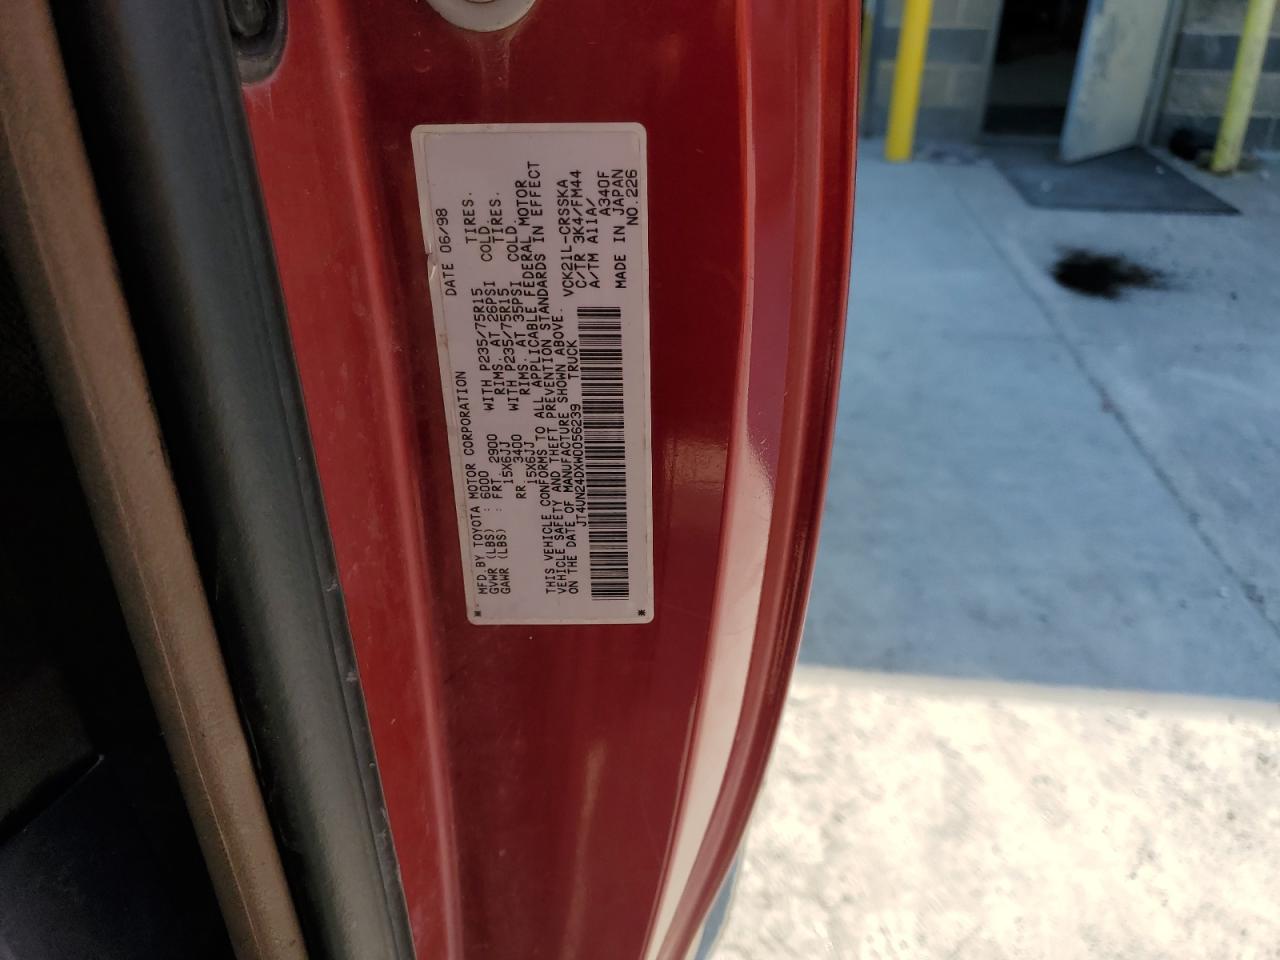 DATE 06/98
MFD.BY TOYOTA MOTOR CORPORATION
GVWR (LBS) : 6000 WITH P235/75R15 TIRES.
GAWR (LBS) : FRT 2900 RIMS. AT 26PSI COLD.
15X6JJ WITH P235/75R15 TIRES.
RR. 3400 RIMS. AT 35PSI COLD.
15X6JJ
THIS VEHICLE CONFORMS TO ALL APPLICABLE FEDERAL MOTOR
VEHICLE SAFETY AND THEFT PREVENTION STANDARDS IN EFFECT
ON THE DATE OF MANUFACTURE SHOWN ABOVE.
JT4UN24DXW0056239 TRUCK
VCK21L-CRSSKA
C/TR 3K4/FM44
A/TM A11A/
A340F
MADE IN JAPAN
NO.226